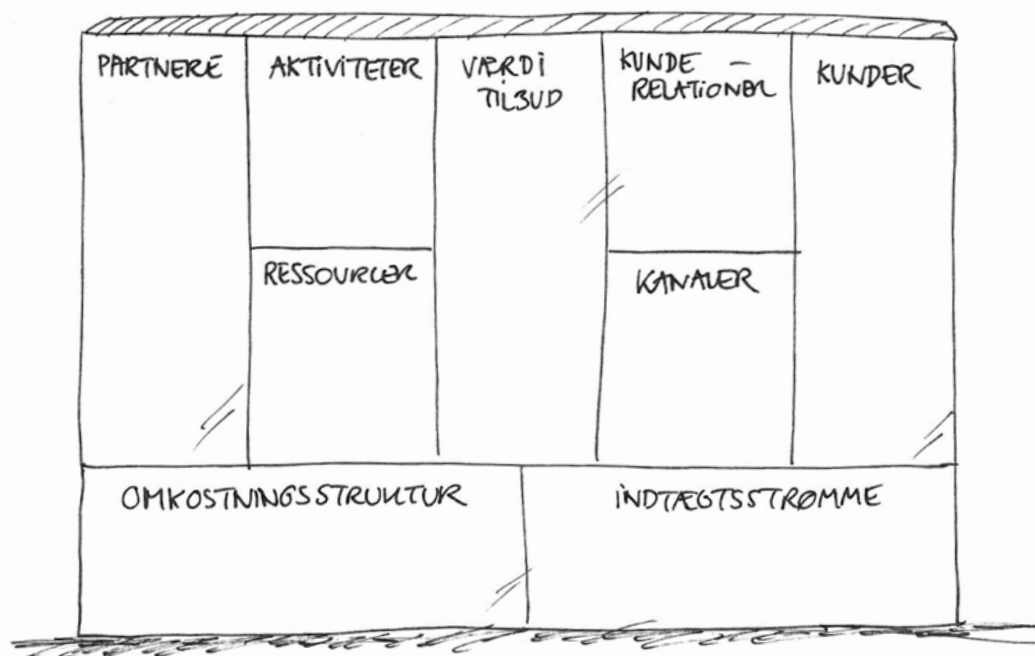 PARTNERE
AKTIVITETER
VÆRDI
TILBUD
KUNDE –
RELATIONER
KUNDER
RESSOURCER
KANALER
OMKOSTNINGSSTRUKTUR
INDTÆGTSSTRØMME